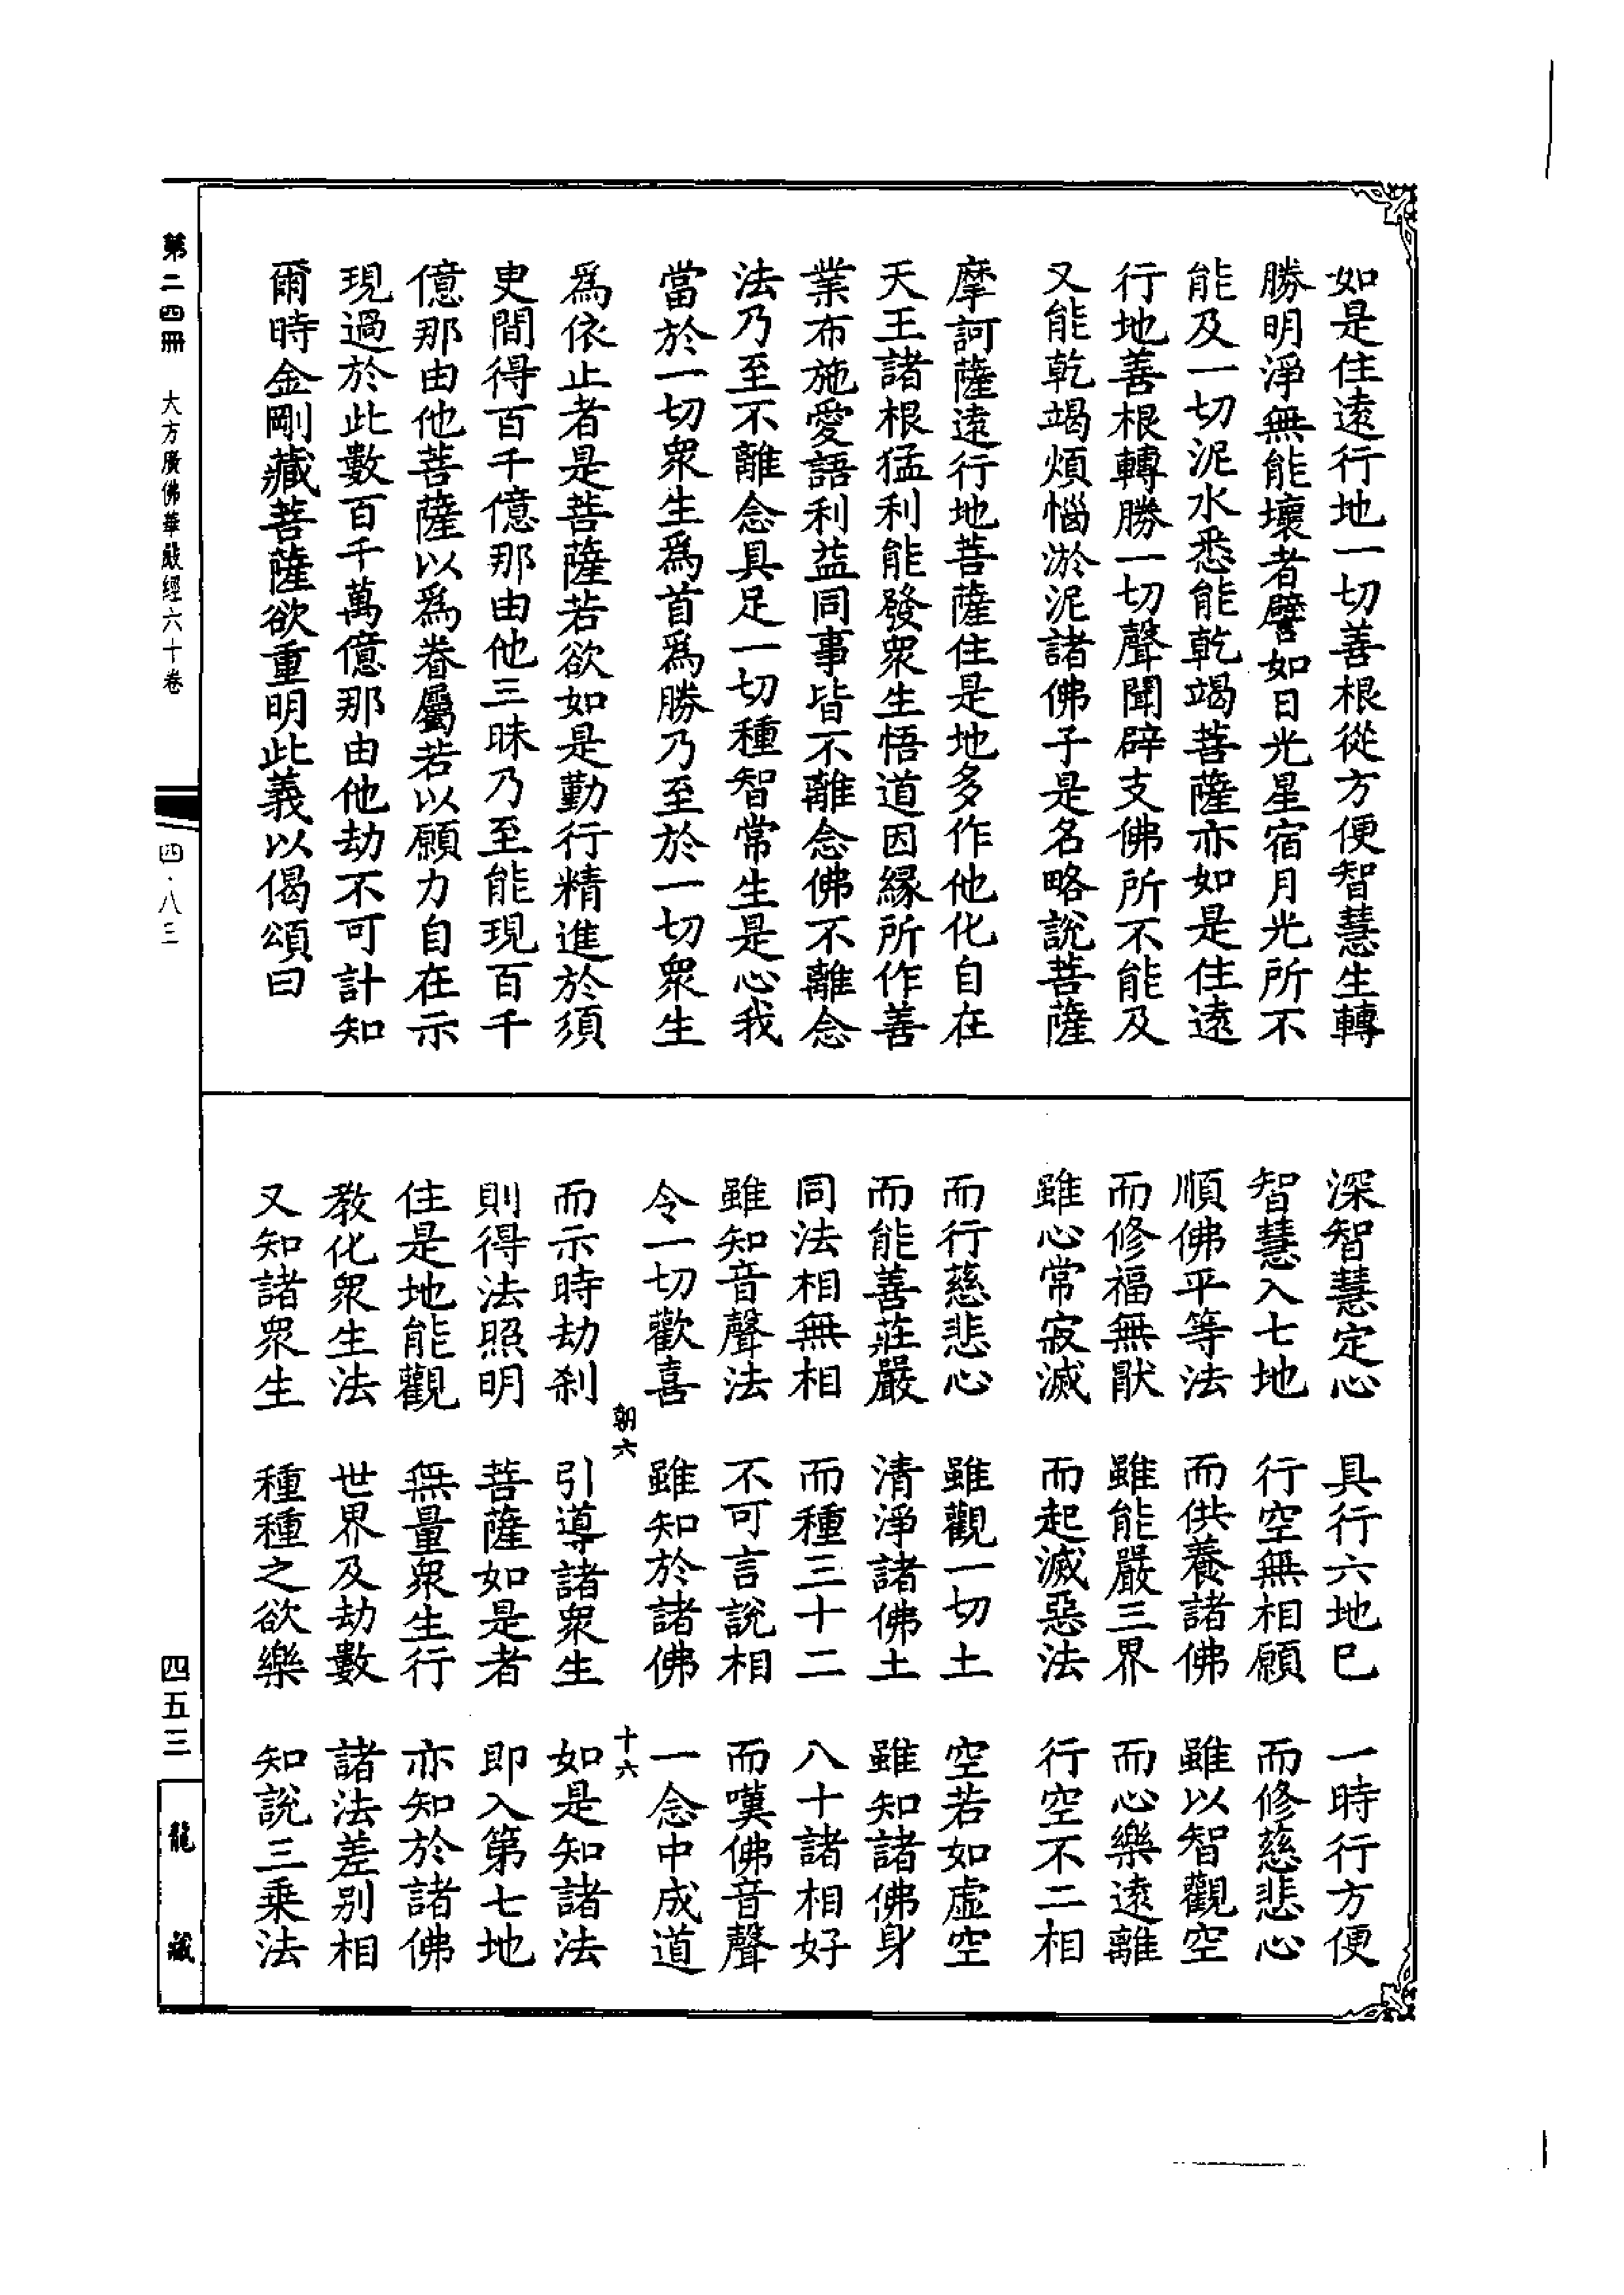 如是住遠行地一切善根從方便智慧生轉
勝明淨無能壞者譬如日光星宿月光所不
能及一切泥水悉能乾竭菩薩亦如是住遠
行地善根轉勝一切聲聞辟支佛所不能及
又能乾竭煩惱淤泥諸佛子是名略說菩薩
摩訶薩遠行地菩薩住是地多作他化自在
天王諸根猛利能發衆生悟道因緣所作善
業布施愛語利益同事皆不離念佛不離念
法乃至不離念具足一切種智常生是心我
當於一切衆生爲首爲勝乃至於一切衆生
爲依止者是菩薩若欲如是勤行精進於須
臾間得百千億那由他三昧乃至能現百千
億那由他菩薩以爲眷屬若以願力自在示
現過於此數百千萬億那由他劫不可計知
爾時金剛藏菩薩欲重明此義以偈頌曰
深智慧定心　具行六地已　一時行方便
智慧入七地　行空無相願　而修慈悲心
順佛平等法　而供養諸佛　雖以智觀空
而修福無猒　雖能嚴三界　而心樂遠離
雖心常寂滅　而起滅惡法　行空不二相
而行慈悲心　雖觀一切土　空若如虛空
而能善莊嚴　清淨諸佛土　雖知諸佛身
同法相無相　而種三十二　八十諸相好
雖知音聲法　不可言說相　而嘆佛音聲
令一切歡喜　雖知於諸佛　一念中成道
朝六　十六
而示時劫刹　引導諸衆生　如是知諸法
則得法照明　菩薩如是者　即入第七地
住是地能觀　無量衆生行　亦知於諸佛
教化衆生法　世界及劫數　諸法差別相
又知諸衆生　種種之欲樂　知說三乘法
第二四冊　大方廣佛華嚴經六十卷
四·八三
四五三
龍藏